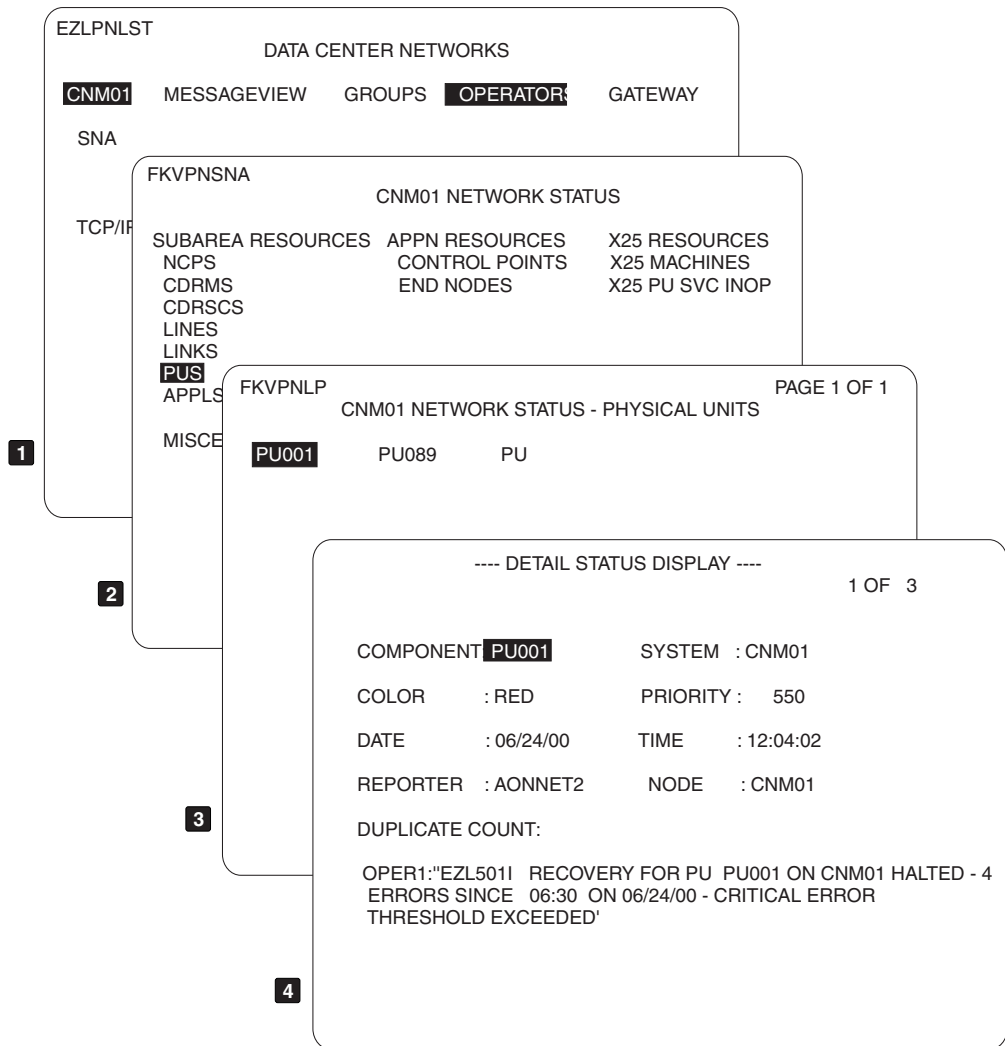 EZLPNLST
DATA CENTER NETWORKS
CNM01 MESSAGEVIEW GROUPS OPERATORS GATEWAY
SNA
TCP/IP
1
FKVPNSNA
CNM01 NETWORK STATUS
SUBAREA RESOURCES APPN RESOURCES X25 RESOURCES
NCPS CONTROL POINTS X25 MACHINES
CDRMS END NODES X25 PU SVC INOP
CDRSCS
LINES
LINKS
PUS
APPLS
MISCE
2
FKVPNLP PAGE 1 OF 1
CNM01 NETWORK STATUS - PHYSICAL UNITS
PU001 PU089 PU
3
---- DETAIL STATUS DISPLAY ----
1 OF 3
COMPONENT PU001 SYSTEM : CNM01
COLOR : RED PRIORITY : 550
DATE : 06/24/00 TIME : 12:04:02
REPORTER : AONNET2 NODE : CNM01
DUPLICATE COUNT:
OPER1:"EZL501I RECOVERY FOR PU PU001 ON CNM01 HALTED - 4
ERRORS SINCE 06:30 ON 06/24/00 - CRITICAL ERROR
THRESHOLD EXCEEDED'
4